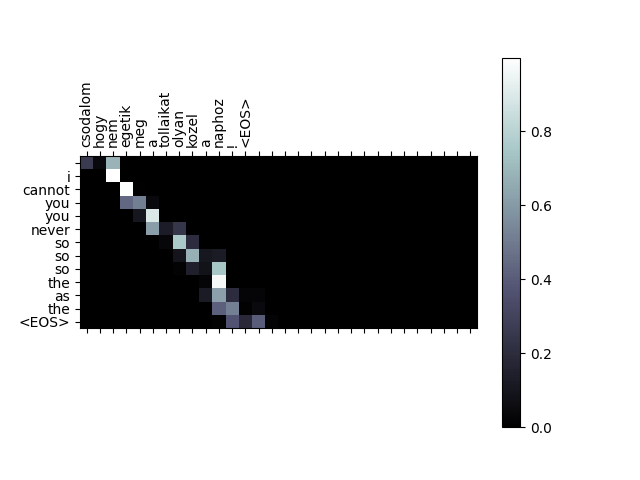 csodalom
hogy
nem
egetik
meg
a
tollaikat
olyan
kozel
a
naphoz
!
<EOS>
i
cannot
you
you
never
so
so
so
the
as
the
<EOS>
0.8
0.6
0.4
0.2
0.0